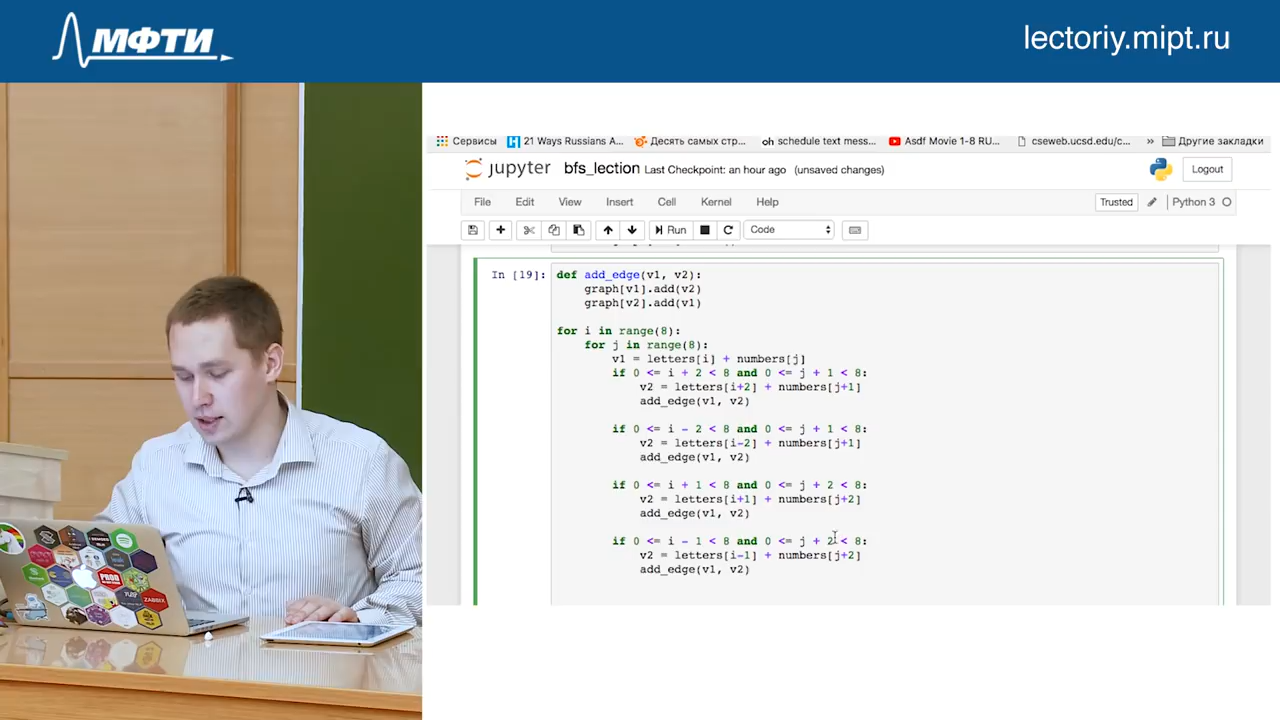 МФТИ
lectoriy.mipt.ru
Сервисы
21 Ways Russians A...
Десять самых стр...
oh schedule text mess...
Asdf Movie 1-8 RU...
cseweb.ucsd.edu/c...
» Другие закладки
jupyter bfs_lection Last Checkpoint: an hour ago (unsaved changes)
Logout
File Edit View Insert Cell Kernel Help
Trusted
Python 3
Run
Code
In [19]:
def add_edge(v1, v2):
    graph[v1].add(v2)
    graph[v2].add(v1)
for i in range(8):
    for j in range(8):
        v1 = letters[i] + numbers[j]
        if 0 <= i + 2 < 8 and 0 <= j + 1 < 8:
            v2 = letters[i+2] + numbers[j+1]
            add_edge(v1, v2)
        if 0 <= i - 2 < 8 and 0 <= j + 1 < 8:
            v2 = letters[i-2] + numbers[j+1]
            add_edge(v1, v2)
        if 0 <= i + 1 < 8 and 0 <= j + 2 < 8:
            v2 = letters[i+1] + numbers[j+2]
            add_edge(v1, v2)
        if 0 <= i - 1 < 8 and 0 <= j + 2 < 8:
            v2 = letters[i-1] + numbers[j+2]
            add_edge(v1, v2)
ZABBIX